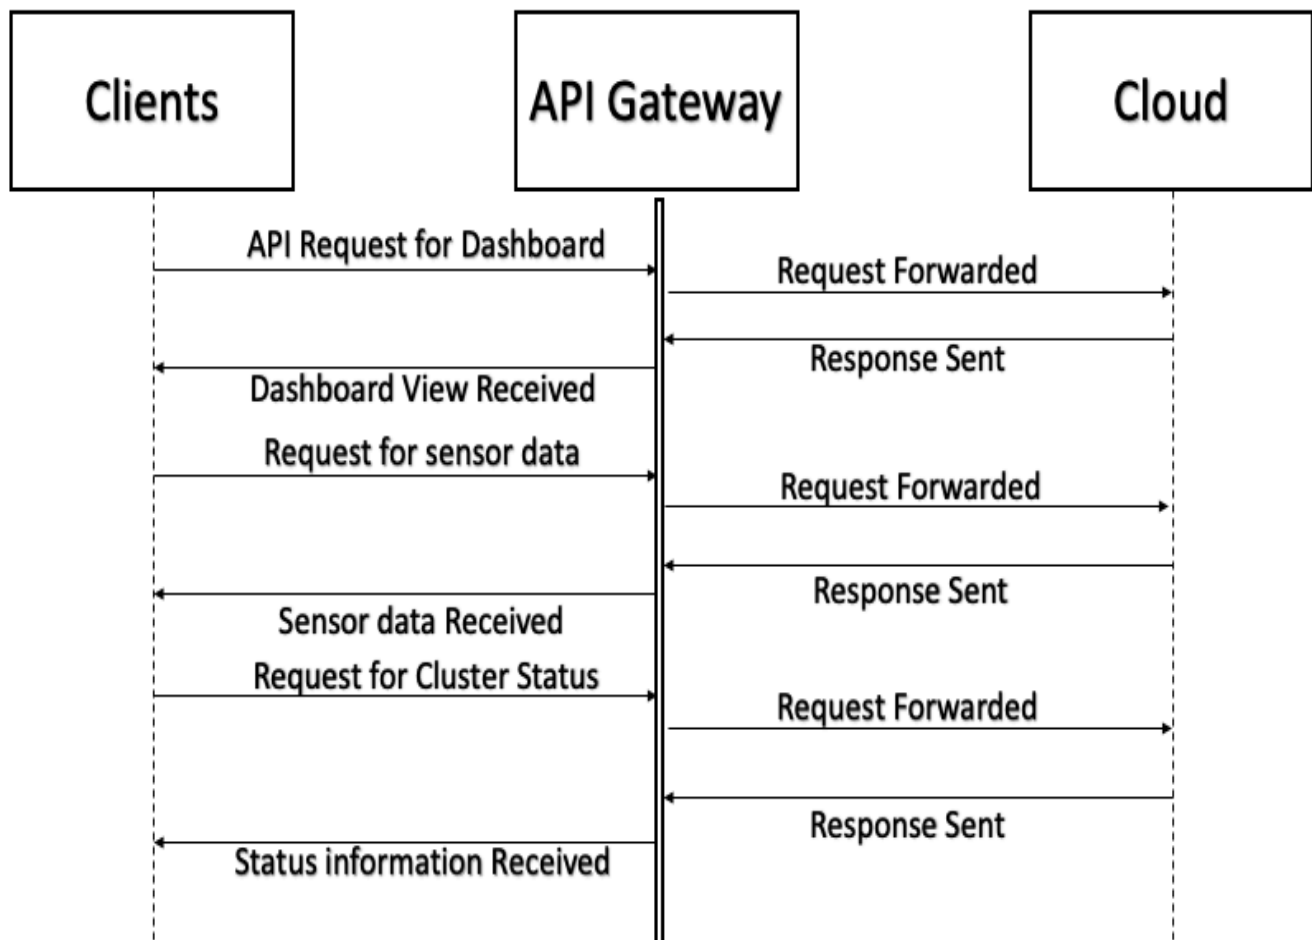 Clients
API Gateway
Cloud
API Request for Dashboard
Request Forwarded
Response Sent
Dashboard View Received
Request for sensor data
Request Forwarded
Response Sent
Sensor data Received
Request for Cluster Status
Request Forwarded
Response Sent
Status information Received